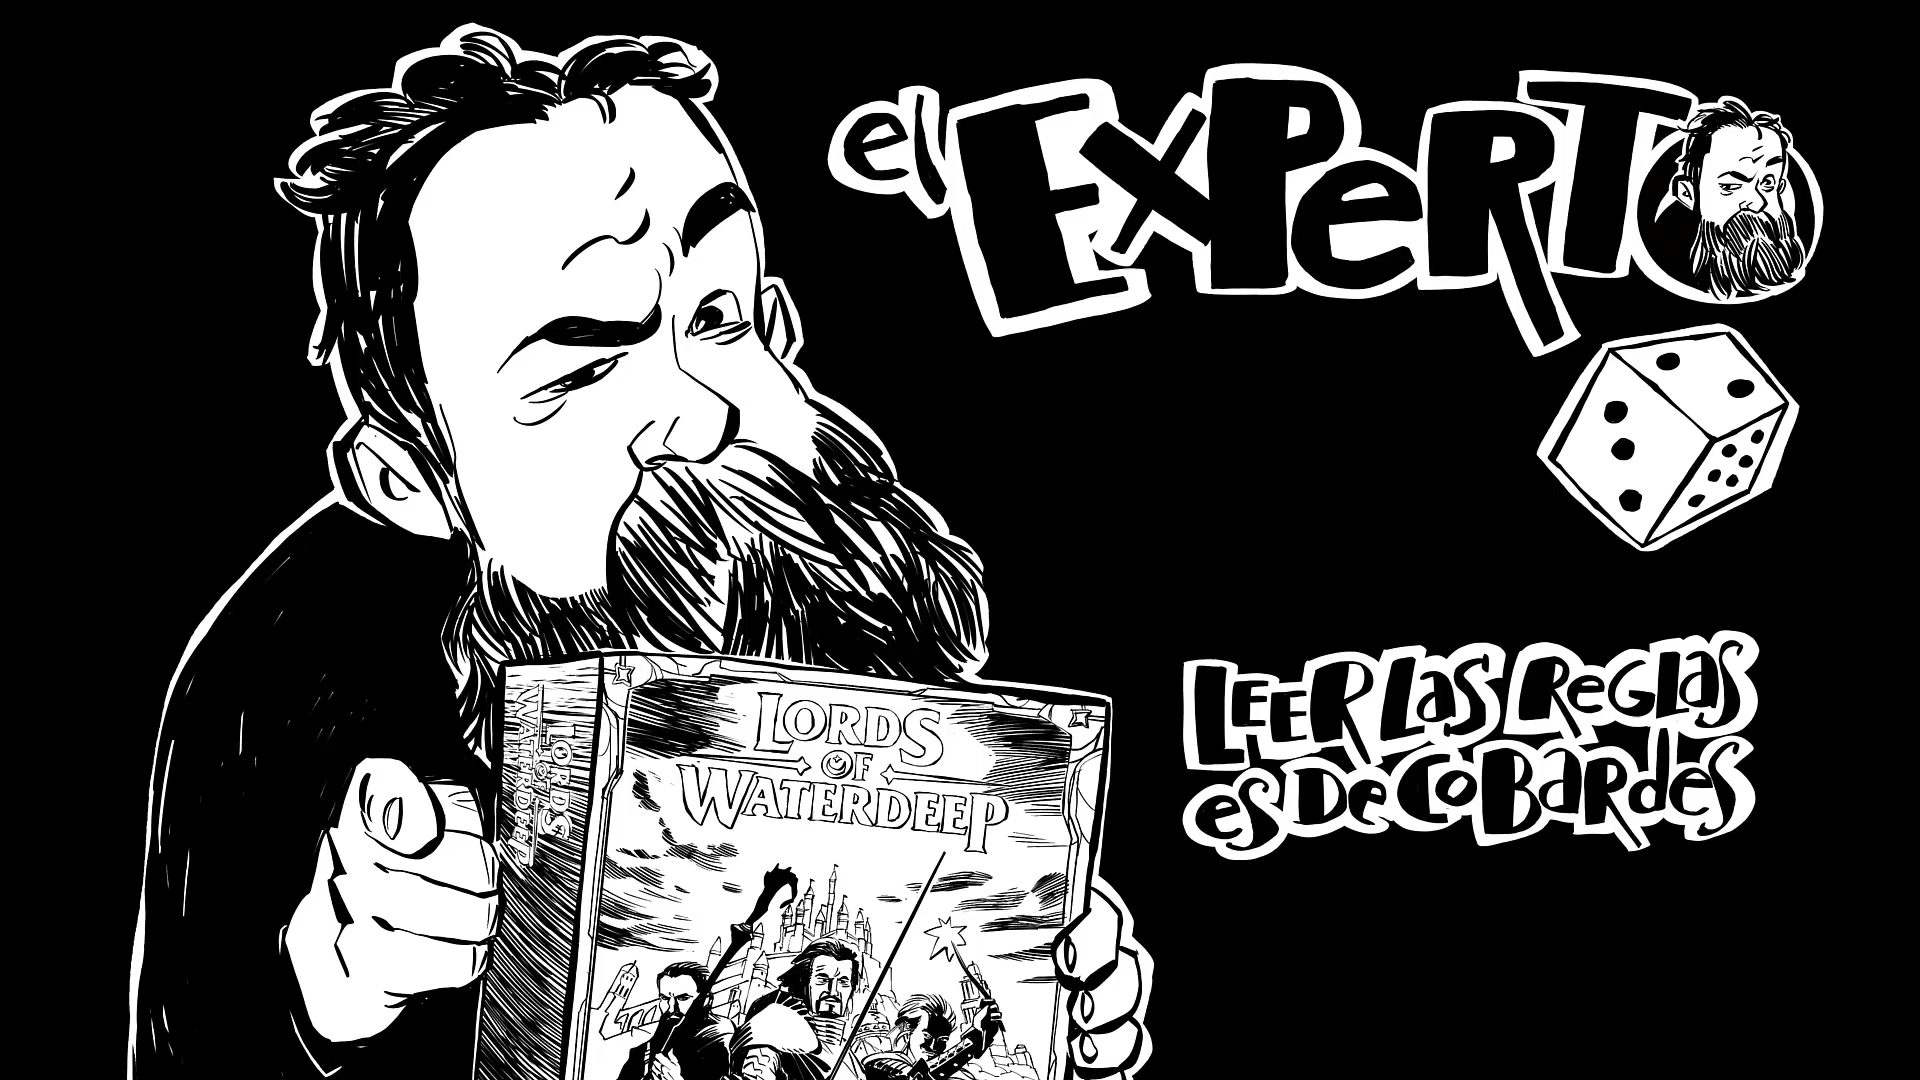 el EXPERTO
LEER Las ReGLas
es De CoBaRdes
LORDS
OF
WATERDEEP
LORDS
OF
WATERDEEP